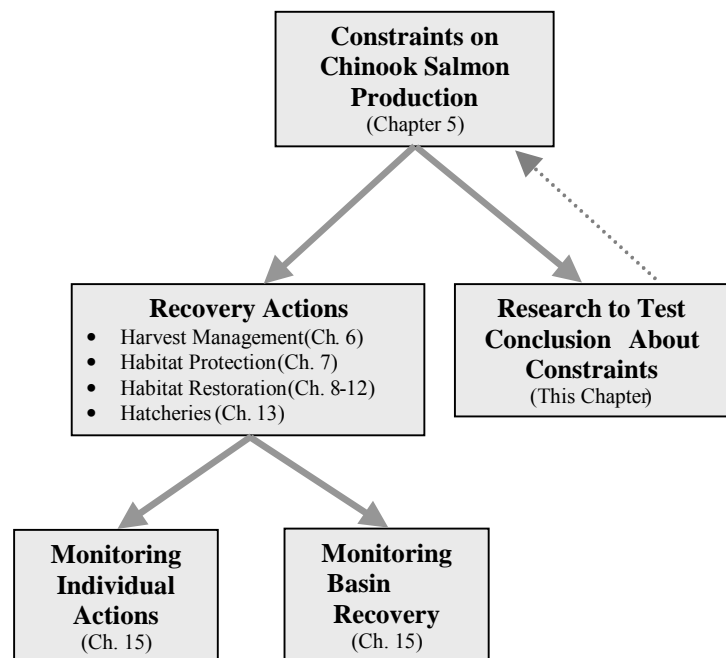 Constraints on
Chinook Salmon
Production
(Chapter 5)
Recovery Actions
• Harvest Management(Ch. 6)
• Habitat Protection(Ch. 7)
• Habitat Restoration(Ch. 8-12)
• Hatcheries(Ch. 13)
Research to Test
Conclusion About
Constraints
(This Chapter)
Monitoring
Individual
Actions
(Ch. 15)
Monitoring
Basin
Recovery
(Ch. 15)